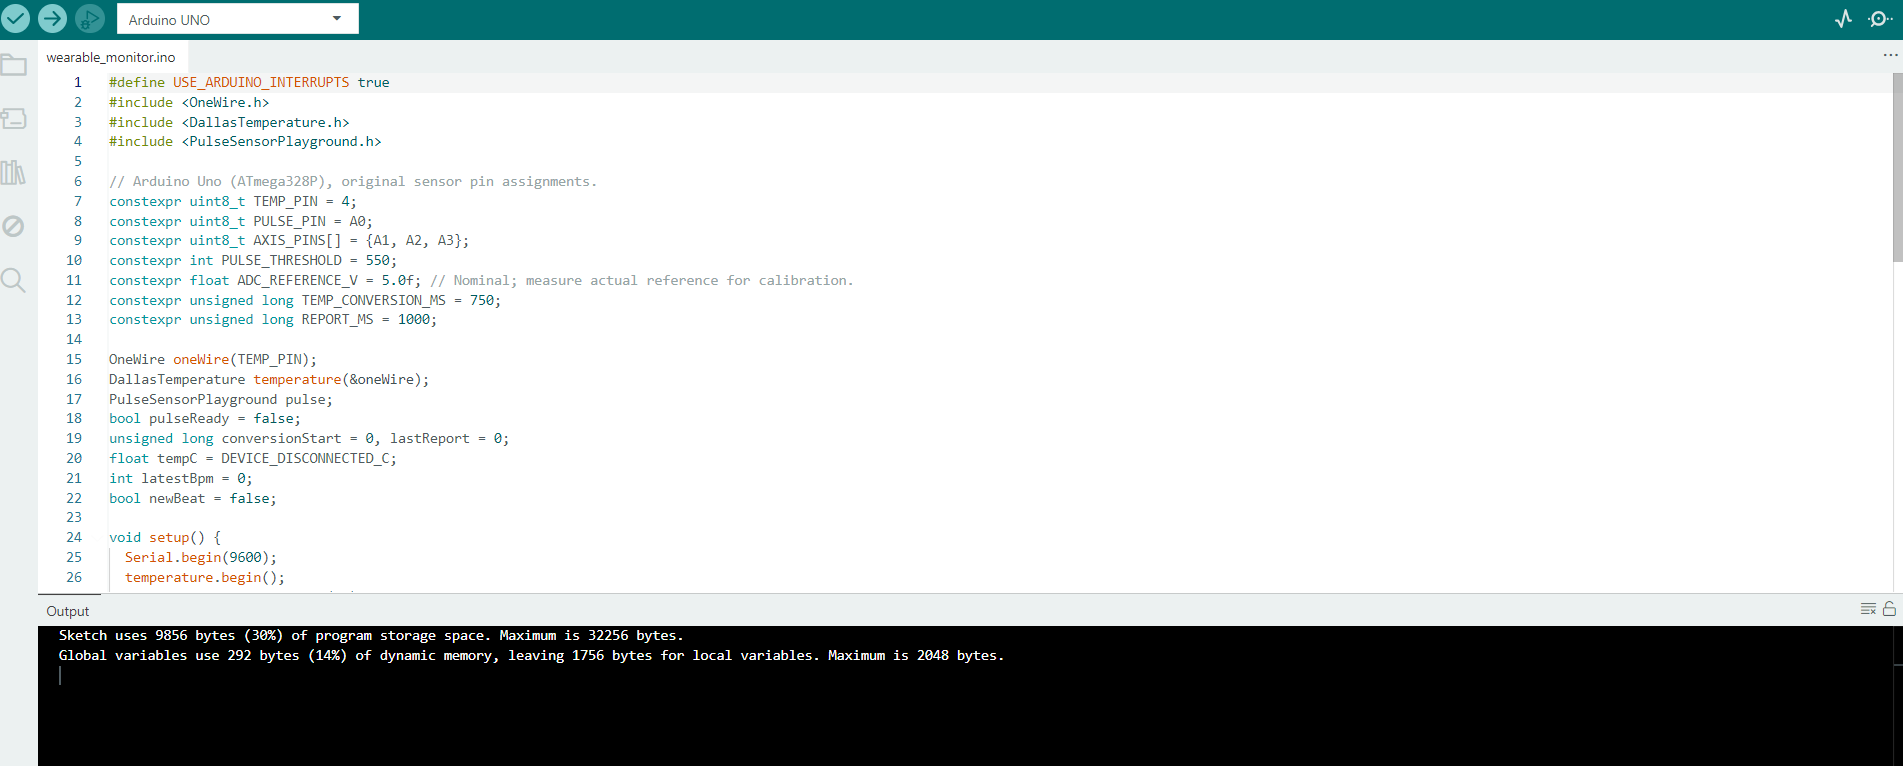 Arduino UNO
wearable_monitor.ino
1 #define USE_ARDUINO_INTERRUPTS true
2 #include <OneWire.h>
3 #include <DallasTemperature.h>
4 #include <PulseSensorPlayground.h>
5
6 // Arduino Uno (ATmega328P), original sensor pin assignments.
7 constexpr uint8_t TEMP_PIN = 4;
8 constexpr uint8_t PULSE_PIN = A0;
9 constexpr uint8_t AXIS_PINS[] = {A1, A2, A3};
10 constexpr int PULSE_THRESHOLD = 550;
11 constexpr float ADC_REFERENCE_V = 5.0f; // Nominal; measure actual reference for calibration.
12 constexpr unsigned long TEMP_CONVERSION_MS = 750;
13 constexpr unsigned long REPORT_MS = 1000;
14
15 OneWire oneWire(TEMP_PIN);
16 DallasTemperature temperature(&oneWire);
17 PulseSensorPlayground pulse;
18 bool pulseReady = false;
19 unsigned long conversionStart = 0, lastReport = 0;
20 float tempC = DEVICE_DISCONNECTED_C;
21 int latestBpm = 0;
22 bool newBeat = false;
23
24 void setup() {
25   Serial.begin(9600);
26   temperature.begin();
Output
Sketch uses 9856 bytes (30%) of program storage space. Maximum is 32256 bytes.
Global variables use 292 bytes (14%) of dynamic memory, leaving 1756 bytes for local variables. Maximum is 2048 bytes.